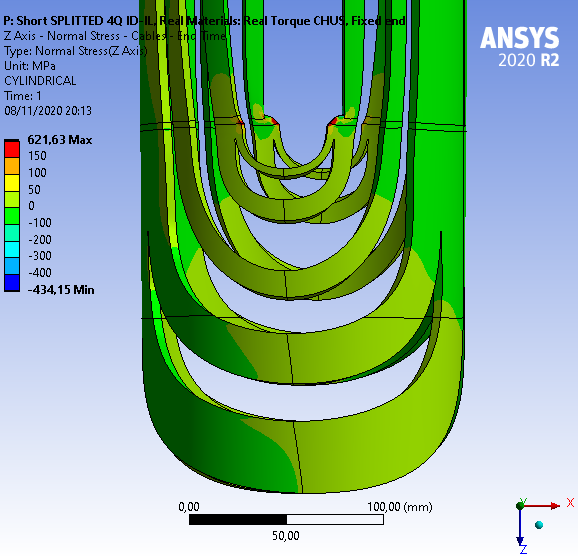 P: Short SPLITTED 4Q ID-IL, Real Materials: Real Torque CHUS, Fixed end
Z Axis - Normal Stress - Cables - End Time
Type: Normal Stress(Z Axis)
Unit: MPa
CYLINDRICAL
Time: 1
08/11/2020 20:13
ANSYS
2020 R2
621,63 Max
150
100
50
0
-100
-200
-300
-400
-434,15 Min
0,00
100,00 (mm)
50,00
Y
X
Z